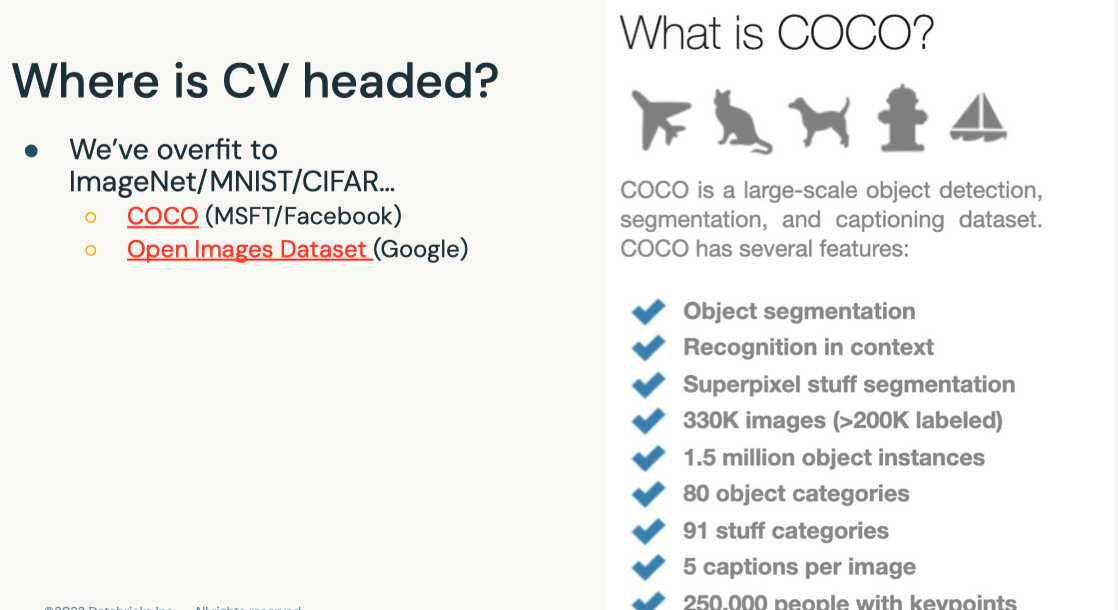 Where is CV headed?
● We've overfit to
ImageNet/MNIST/CIFAR...
○ COCO (MSFT/Facebook)
○ Open Images Dataset (Google)
What is COCO?
COCO is a large-scale object detection,
segmentation, and captioning dataset.
COCO has several features:
Object segmentation
Recognition in context
Superpixel stuff segmentation
330K images (>200K labeled)
1.5 million object instances
80 object categories
91 stuff categories
5 captions per image
250,000 people with keypoints
Databricks Inc. — All rights reserved